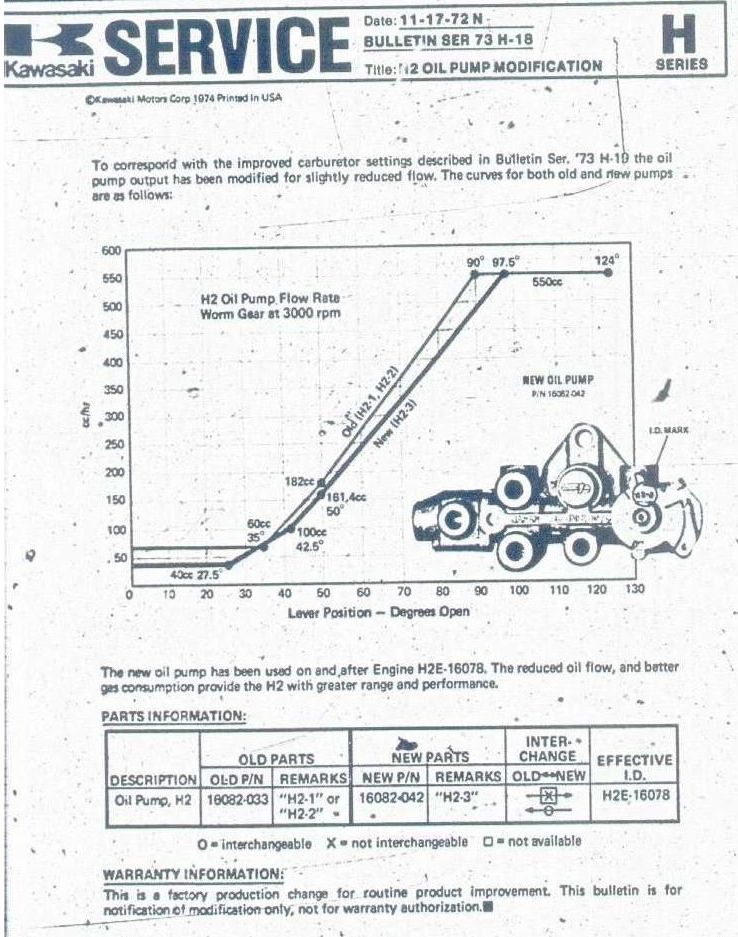 Kawasaki
SERVICE
Date: 11-17-72 N
BULLETIN SER 73 H-18
Title: H2 OIL PUMP MODIFICATION
H
SERIES
©Kawasaki Motors Corp 1974 Printed in USA
To correspond with the improved carburetor settings described in Bulletin Ser. '73 H-19 the oil
pump output has been modified for slightly reduced flow. The curves for both old and new pumps
are as follows:
600
550
500
450
400
350
300
250
200
150
100
50
cc/hr
H2 Oil Pump Flow Rate
Worm Gear at 3000 rpm
90° 97.5° 124°
550cc
Old (H2-1, H2-2)
New (H2-3)
182cc
161,4cc
50°
60cc
35°
100cc
42.5°
40cc 27.5°
NEW OIL PUMP
P/N 16082-042
I.D. MARK
0 10 20 30 40 50 60 70 80 90 100 110 120 130
Lever Position — Degrees Open
The new oil pump has been used on and after Engine H2E-16078. The reduced oil flow, and better
gas consumption provide the H2 with greater range and performance.
PARTS INFORMATION:
OLD PARTS NEW PARTS INTER-CHANGE EFFECTIVE
DESCRIPTION OLD P/N REMARKS NEW P/N REMARKS OLD↔NEW I.D.
Oil Pump, H2 16082-033 "H2-1" or 16082-042 "H2-3" X H2E-16078
"H2-2" O
O = interchangeable X = not interchangeable □ = not available
WARRANTY INFORMATION:
This is a factory production change for routine product improvement. This bulletin is for
notification of modification only, not for warranty authorization.■